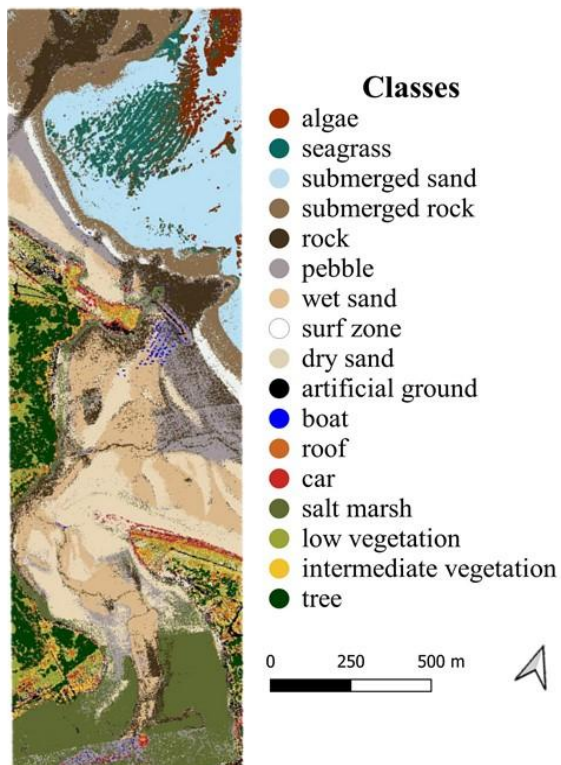 Classes
algae
seagrass
submerged sand
submerged rock
rock
pebble
wet sand
surf zone
dry sand
artificial ground
boat
roof
car
salt marsh
low vegetation
intermediate vegetation
tree
0 250 500 m